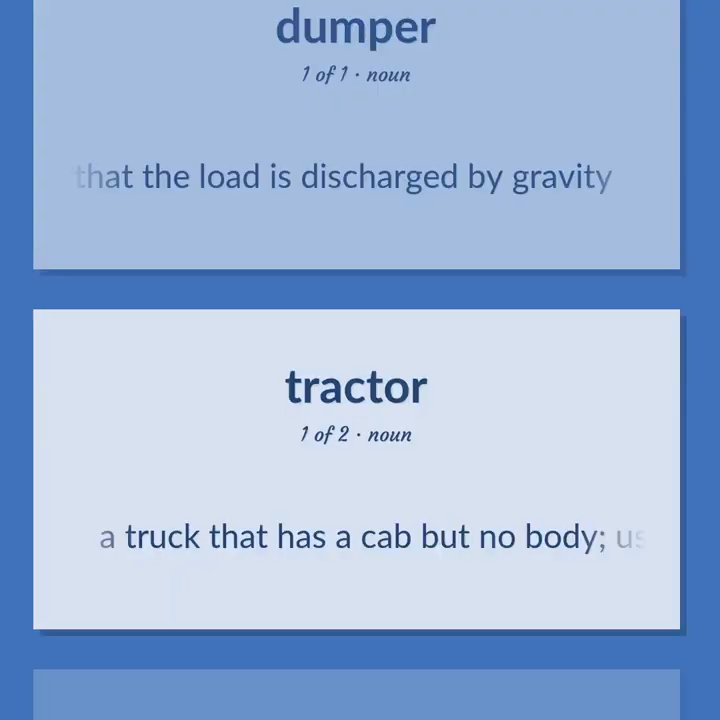 dumper
1 of 1 · noun
that the load is discharged by gravity
tractor
1 of 2 · noun
a truck that has a cab but no body; us